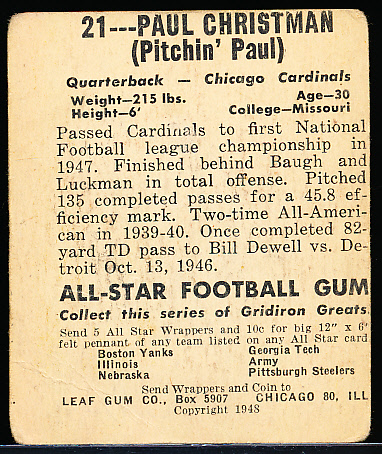 21---PAUL CHRISTMAN
(Pitchin' Paul)
Quarterback — Chicago Cardinals
Weight—215 lbs. Age—30
Height—6' College—Missouri
Passed Cardinals to first National
Football league championship in
1947. Finished behind Baugh and
Luckman in total offense. Pitched
135 completed passes for a 45.8 ef-
ficiency mark. Two-time All-Ameri-
can in 1939-40. Once completed 82-
yard TD pass to Bill Dewell vs. De-
troit Oct. 13, 1946.
ALL-STAR FOOTBALL GUM
Collect this series of Gridiron Greats
Send 5 All Star Wrappers and 10c for big 12" x 6"
felt pennant of any team listed on any All Star card
Boston Yanks Georgia Tech
Illinois Army
Nebraska Pittsburgh Steelers
Send Wrappers and Coin to
LEAF GUM CO., Box 5907 CHICAGO 80, ILL
Copyright 1948